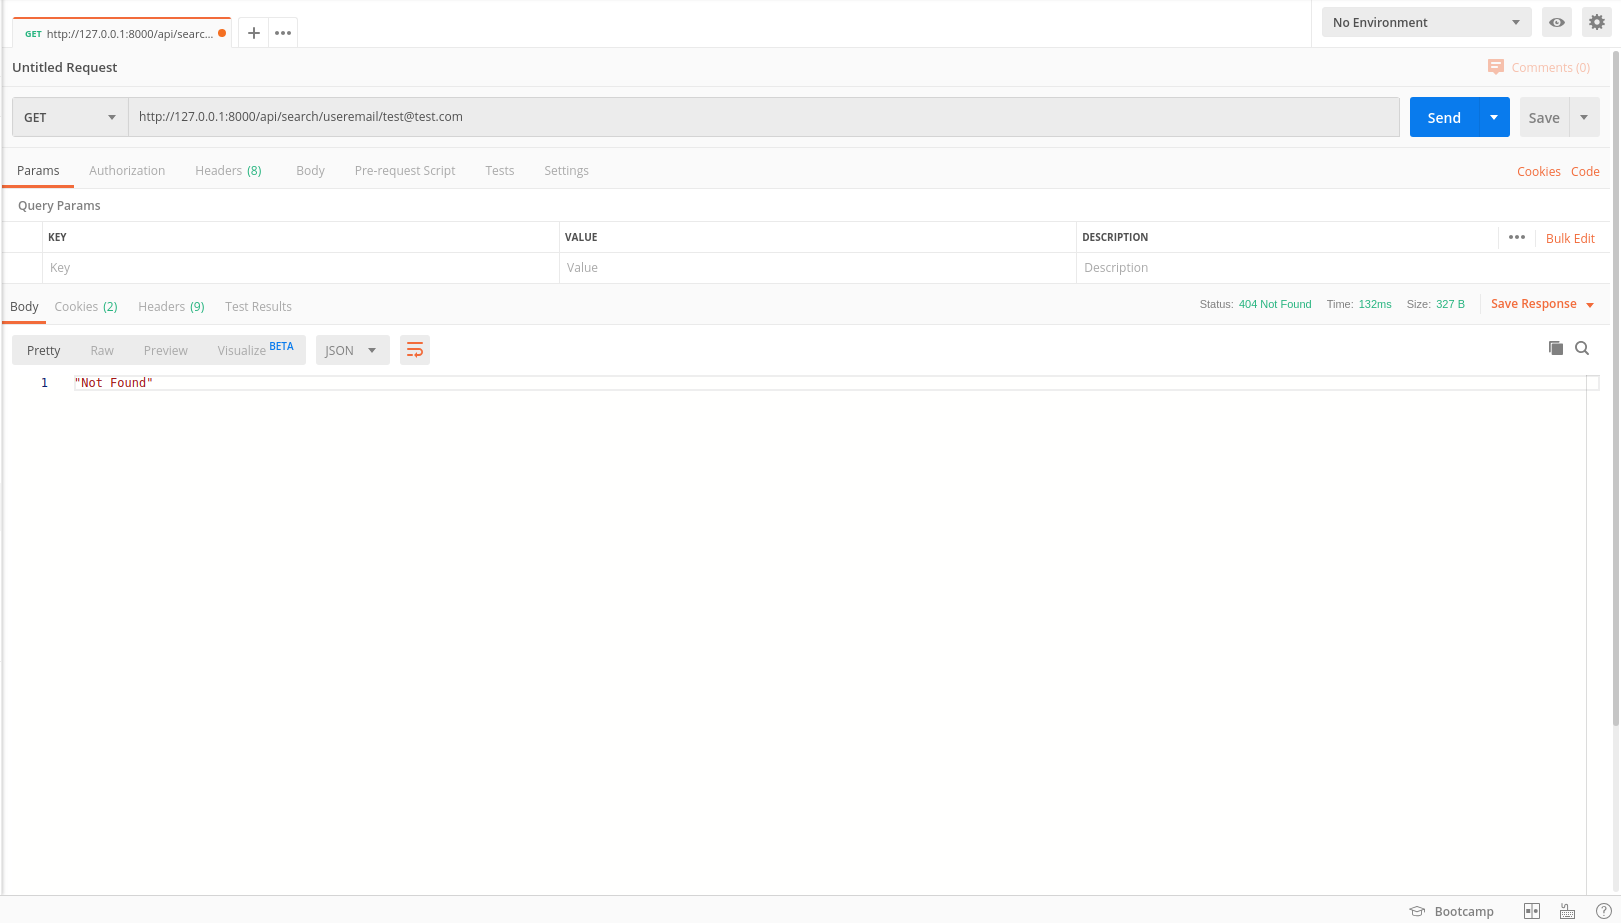 GET http://127.0.0.1:8000/api/searc... No Environment
Untitled Request Comments (0)
GET http://127.0.0.1:8000/api/search/useremail/test@test.com Send Save
Params Authorization Headers (8) Body Pre-request Script Tests Settings Cookies Code
Query Params
KEY VALUE DESCRIPTION Bulk Edit
Key Value Description
Body Cookies (2) Headers (9) Test Results Status: 404 Not Found Time: 132ms Size: 327 B Save Response
Pretty Raw Preview Visualize BETA JSON
1 "Not Found"
Bootcamp